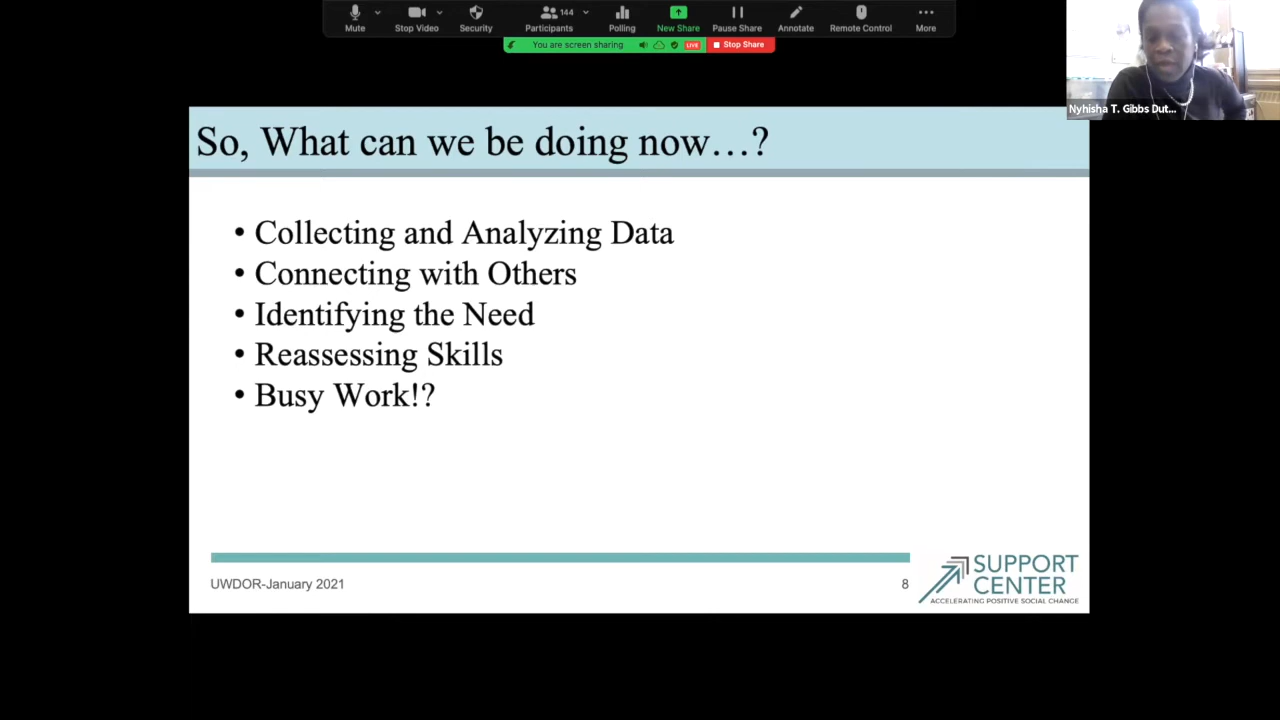 Mute
Stop Video
Security
144
Participants
Polling
New Share
Pause Share
Annotate
Remote Control
More
You are screen sharing
LIVE
Stop Share
Nyhisha T. Gibbs Dut...
So, What can we be doing now…?
• Collecting and Analyzing Data
• Connecting with Others
• Identifying the Need
• Reassessing Skills
• Busy Work!?
UWDOR-January 2021
8
SUPPORT
CENTER
ACCELERATING POSITIVE SOCIAL CHANGE